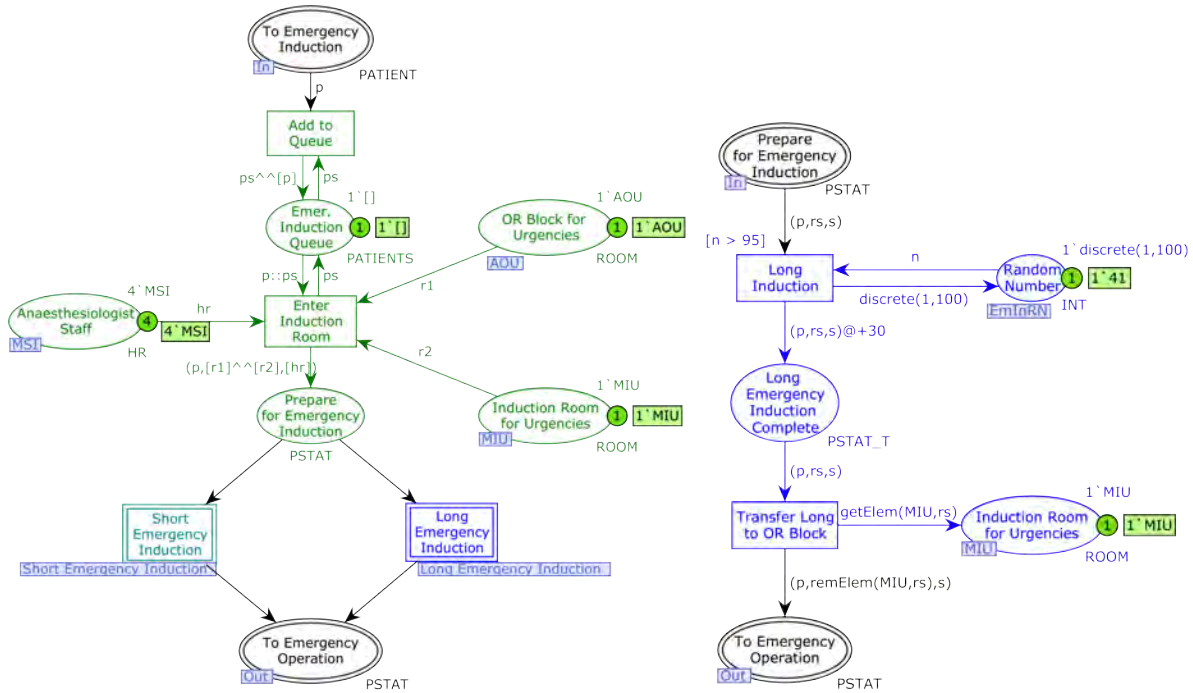 To Emergency
Induction
In
PATIENT
p
Add to
Queue
ps^^[p]
ps
1`[]
Emer.
Induction
Queue
1
1`[]
PATIENTS
1`AOU
OR Block for
Urgencies
1
1`AOU
AOU
ROOM
p::ps
ps
r1
4`MSI
Anaesthesiologist
Staff
4
4`MSI
MSI
HR
hr
Enter
Induction
Room
r2
(p,[r1]^^[r2],[hr])
1`MIU
Induction Room
for Urgencies
1
1`MIU
MIU
ROOM
Prepare
for Emergency
Induction
PSTAT
Short
Emergency
Induction
Short Emergency Induction
Long
Emergency
Induction
Long Emergency Induction
To Emergency
Operation
Out
PSTAT
Prepare
for Emergency
Induction
In
PSTAT
(p,rs,s)
[n > 95]
Long
Induction
n
discrete(1,100)
1`discrete(1,100)
Random
Number
1
1`41
EmInRN
INT
(p,rs,s)@+30
Long
Emergency
Induction
Complete
PSTAT_T
(p,rs,s)
Transfer Long
to OR Block
getElem(MIU,rs)
1`MIU
Induction Room
for Urgencies
1
1`MIU
MIU
ROOM
(p,remElem(MIU,rs),s)
To Emergency
Operation
Out
PSTAT